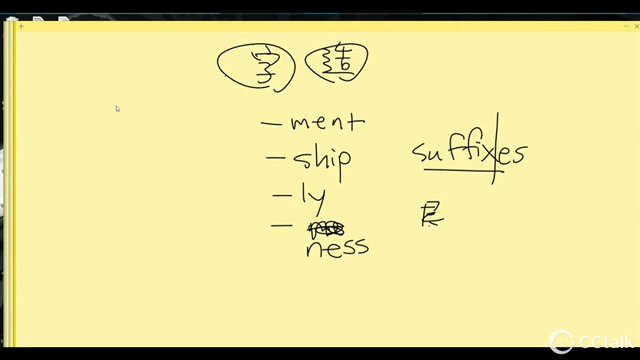 字
-ment
-ship
suffixes
-ly
-ness
CCtalk